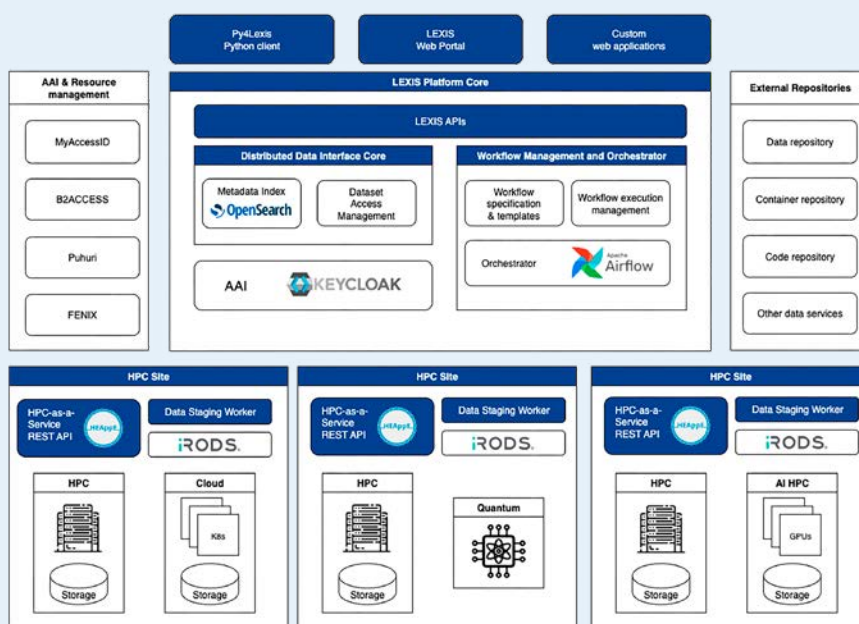 Py4Lexis
Python client
LEXIS
Web Portal
Custom
web applications
AAI & Resource
management
MyAccessID
B2ACCESS
Puhuri
FENIX
LEXIS Platform Core
LEXIS APIs
Distributed Data Interface Core
Metadata Index
OpenSearch
Dataset
Access
Management
AAI
KEYCLOAK
Workflow Management and Orchestrator
Workflow
specification
& templates
Workflow execution
management
Orchestrator
Apache
Airflow
External Repositories
Data repository
Container repository
Code repository
Other data services
HPC Site
HPC-as-a-
Service
REST API
HEAppE
Data Staging Worker
iRODS
HPC
Storage
Cloud
K8s
Storage
HPC Site
HPC-as-a-
Service
REST API
HEAppE
Data Staging Worker
iRODS
HPC
Storage
Quantum
HPC Site
HPC-as-a-
Service
REST API
HEAppE
Data Staging Worker
iRODS
HPC
Storage
AI HPC
GPUs
Storage